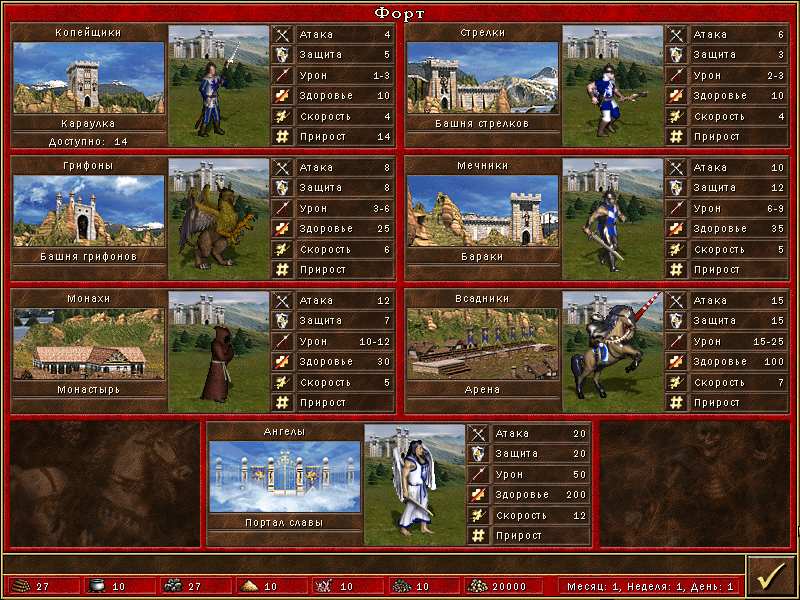 Форт
Копейщики
Караулка
Доступно: 14
Атака 4
Защита 5
Урон 1-3
Здоровье 10
Скорость 4
Прирост 14
Стрелки
Башня стрелков
Атака 6
Защита 3
Урон 2-3
Здоровье 10
Скорость 4
Прирост
Грифоны
Башня грифонов
Атака 8
Защита 8
Урон 3-6
Здоровье 25
Скорость 6
Прирост
Мечники
Бараки
Атака 10
Защита 12
Урон 6-9
Здоровье 35
Скорость 5
Прирост
Монахи
Монастырь
Атака 12
Защита 7
Урон 10-12
Здоровье 30
Скорость 5
Прирост
Всадники
Арена
Атака 15
Защита 15
Урон 15-25
Здоровье 100
Скорость 7
Прирост
Ангелы
Портал славы
Атака 20
Защита 20
Урон 50
Здоровье 200
Скорость 12
Прирост
27 10 27 10 10 10 20000 Месяц: 1, Неделя: 1, День: 1